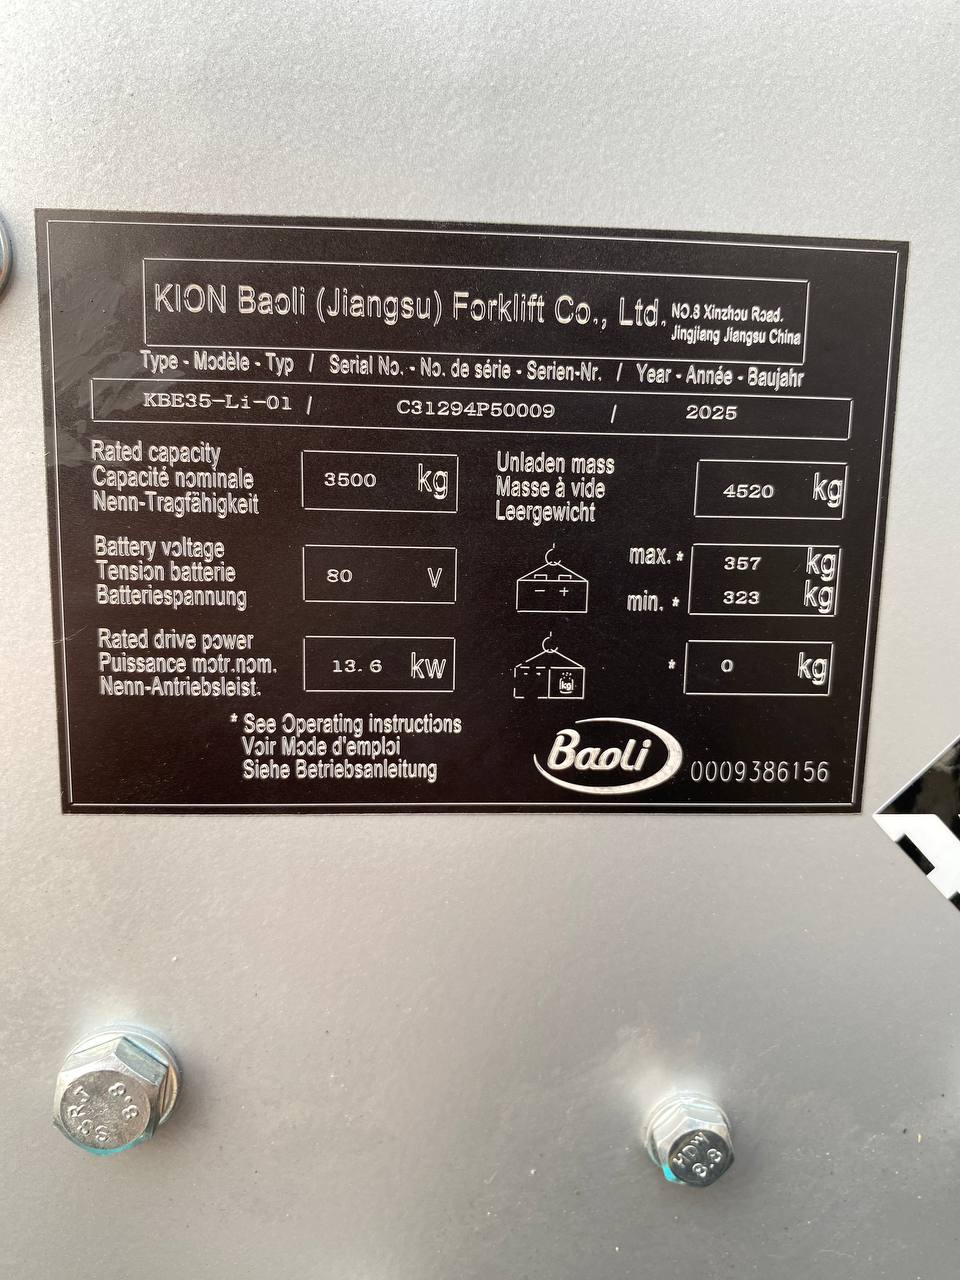 KION Baoli (Jiangsu) Forklift Co., Ltd. NO.8 Xinzhou Road.
Jingjiang Jiangsu China
Type - Modèle - Typ / Serial No. - No. de série - Serien-Nr. / Year - Année - Baujahr
KBE35-Li-01 / C31294P50009 / 2025
Rated capacity
Capacité nominale
Nenn-Tragfähigkeit
3500 kg
Unladen mass
Masse à vide
Leergewicht
4520 kg
Battery voltage
Tension batterie
Batteriespannung
80 V
- +
max. * 357 kg
min. * 323 kg
Rated drive power
Puissance motr.nom.
Nenn-Antriebsleist.
13.6 kw
kg
* 0 kg
* See Operating instructions
Voir Mode d'emploi
Siehe Betriebsanleitung
Baoli 0009386156
8.8
HDW
8.8